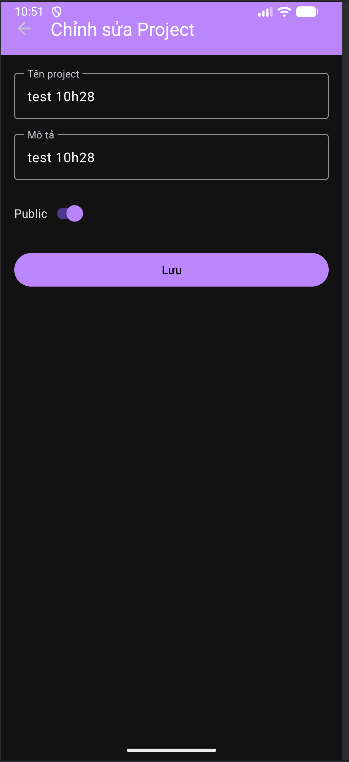 10:51
Chỉnh sửa Project
Tên project
test 10h28
Mô tả
test 10h28
Public
Lưu